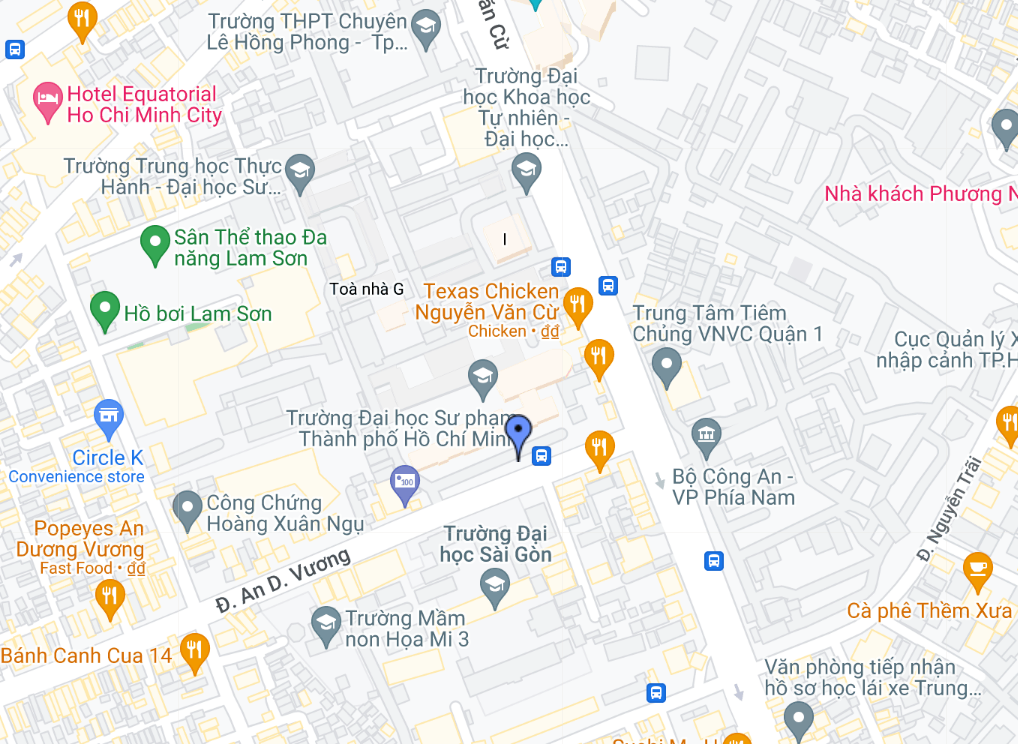 Trường THPT Chuyên
Lê Hồng Phong - Tp...
Hotel Equatorial
Ho Chi Minh City
Trường Đại
học Khoa học
Tự nhiên -
Đại học...
Trường Trung học Thực
Hành - Đại học Sư...
Nhà khách Phương N
Sân Thể thao Đa
năng Lam Sơn
I
Toà nhà G
Hồ bơi Lam Sơn
Texas Chicken
Nguyễn Văn Cừ
Chicken • ₫₫
Trung Tâm Tiêm
Chủng VNVC Quận 1
Cục Quản lý X
nhập cảnh TP.H
Trường Đại học Sư phạm
Thành phố Hồ Chí Minh
Circle K
Convenience store
Bộ Công An -
VP Phía Nam
100
Công Chứng
Hoàng Xuân Ngụ
Đ. Nguyễn Trãi
Popeyes An
Dương Vương
Fast Food • ₫₫
Trường Đại
học Sài Gòn
Đ. An D. Vương
Trường Mầm
non Họa Mi 3
Cà phê Thềm Xưa
Bánh Canh Cua 14
Văn phòng tiếp nhận
hồ sơ học lái xe Trung...